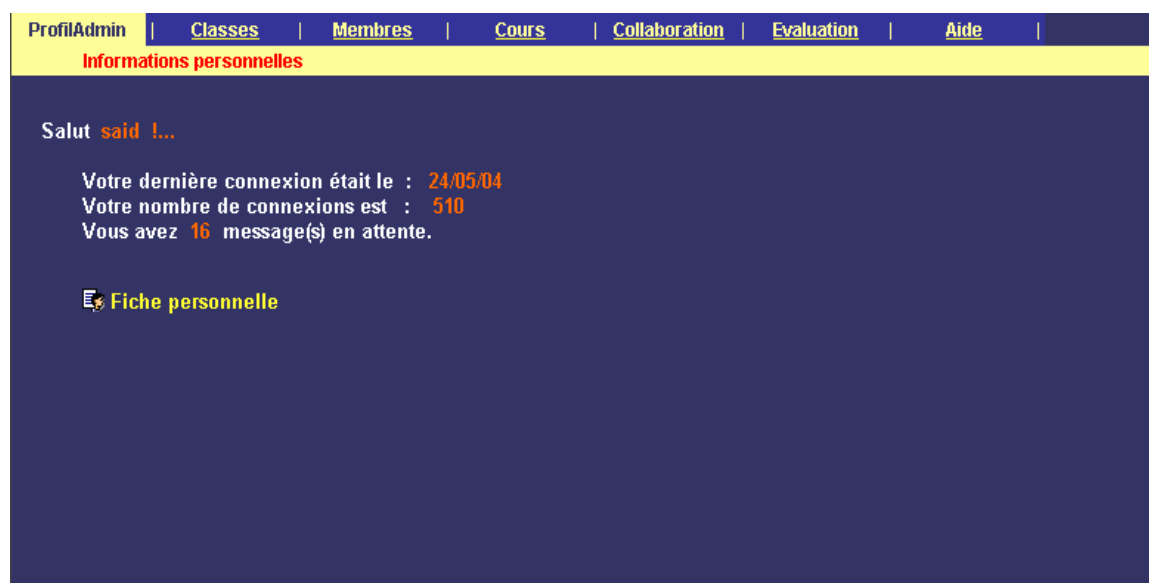 ProfilAdmin | Classes | Membres | Cours | Collaboration | Evaluation | Aide |
Informations personnelles
Salut said !...
Votre dernière connexion était le : 24/05/04
Votre nombre de connexions est : 510
Vous avez 16 message(s) en attente.
Fiche personnelle